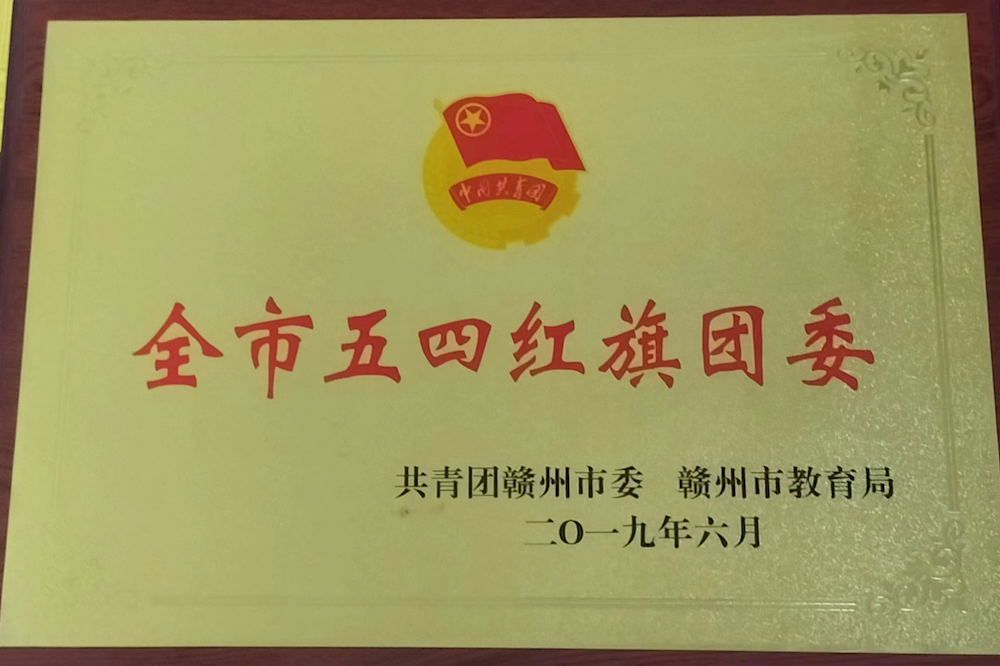 中国共青团
全市五四红旗团委
共青团赣州市委 赣州市教育局
二O一九年六月